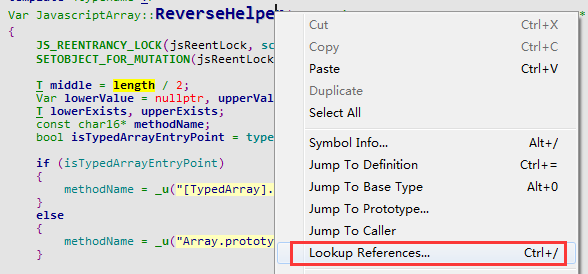 Var JavascriptArray::ReverseHelper
{
JS_REENTRANCY_LOCK(jsReentLock, sc
SETOBJECT_FOR_MUTATION(jsReentLock
T middle = length / 2;
Var lowerValue = nullptr, upperVal
T lowerExists, upperExists;
const char16* methodName;
bool isTypedArrayEntryPoint = type
if (isTypedArrayEntryPoint)
{
methodName = _u("[TypedArray].
}
else
{
methodName = _u("Array.prototy
}
Cut Ctrl+X
Copy Ctrl+C
Paste Ctrl+V
Duplicate
Select All
Symbol Info... Alt+/
Jump To Definition Ctrl+=
Jump To Base Type Alt+0
Jump To Prototype...
Jump To Caller
Lookup References... Ctrl+/